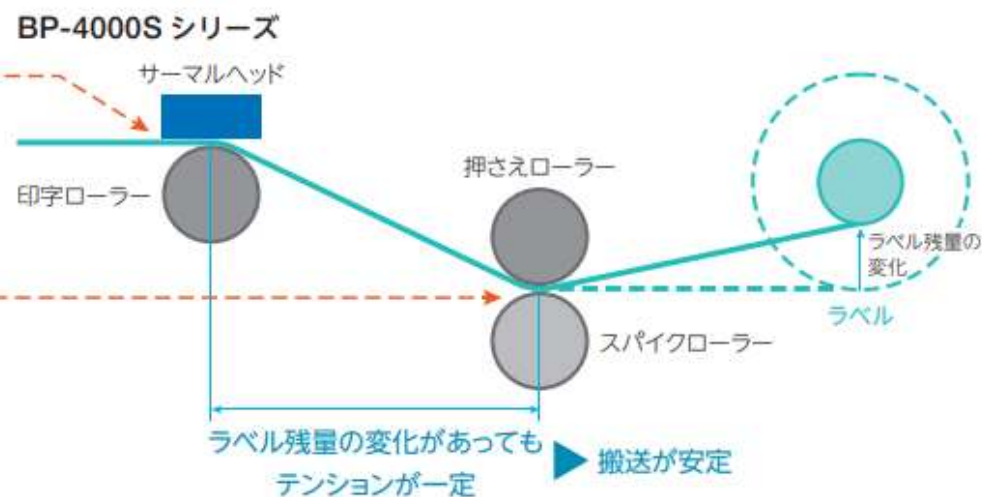 BP-4000S シリーズ
サーマルヘッド
印字ローラー
押さえローラー
ラベル残量の
変化
ラベル
スパイクローラー
ラベル残量の変化があっても
テンションが一定
搬送が安定